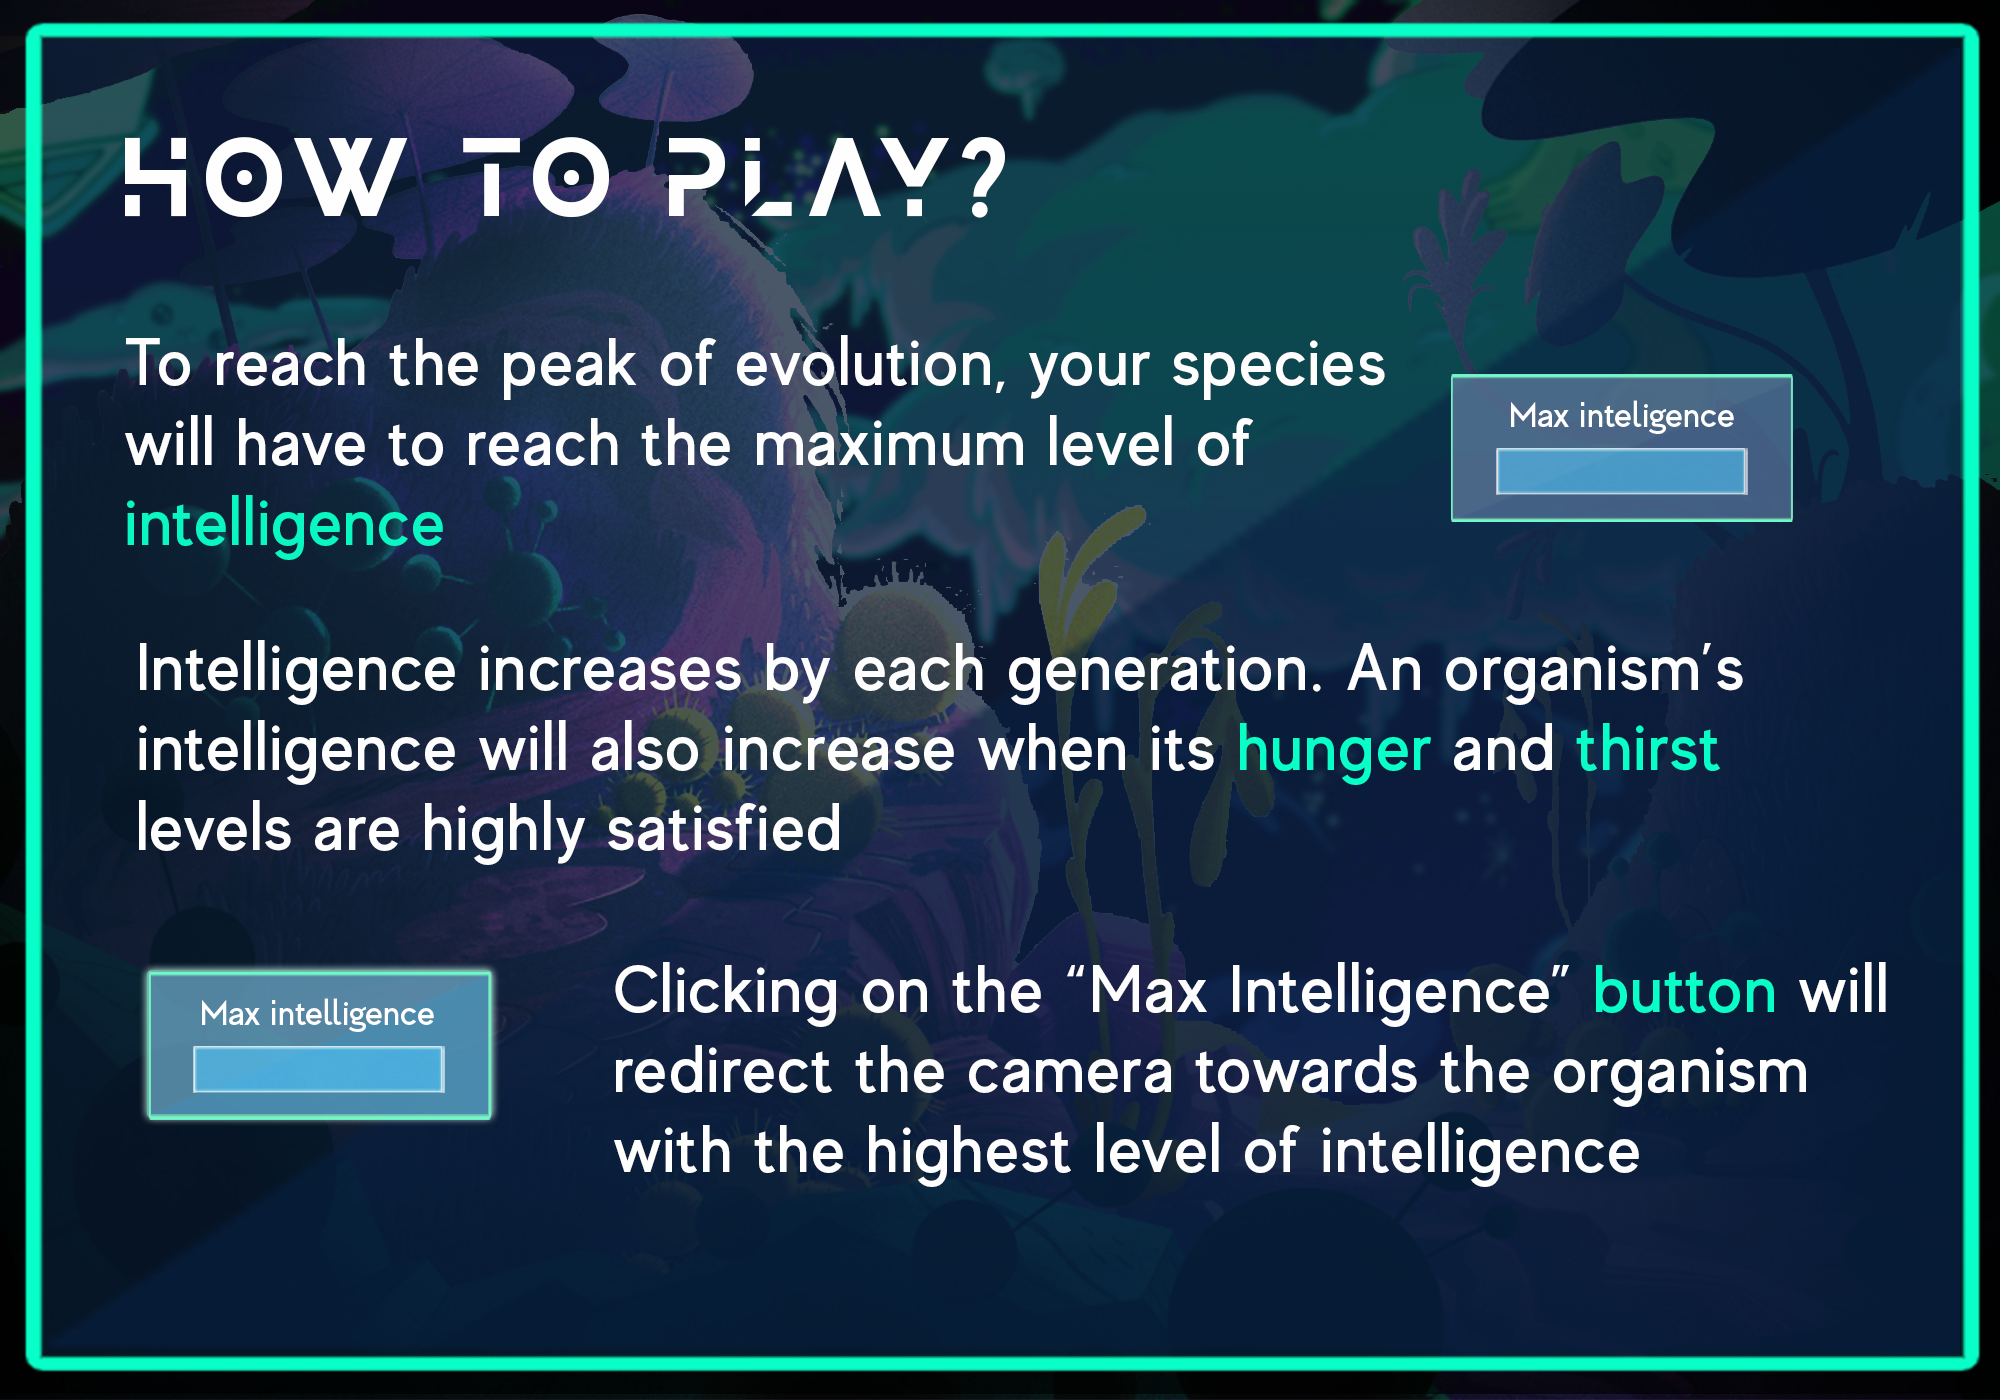 HOW TO PLAY?
To reach the peak of evolution, your species
will have to reach the maximum level of
intelligence
Max inteligence
Intelligence increases by each generation. An organism's
intelligence will also increase when its hunger and thirst
levels are highly satisfied
Max intelligence
Clicking on the “Max Intelligence” button will
redirect the camera towards the organism
with the highest level of intelligence